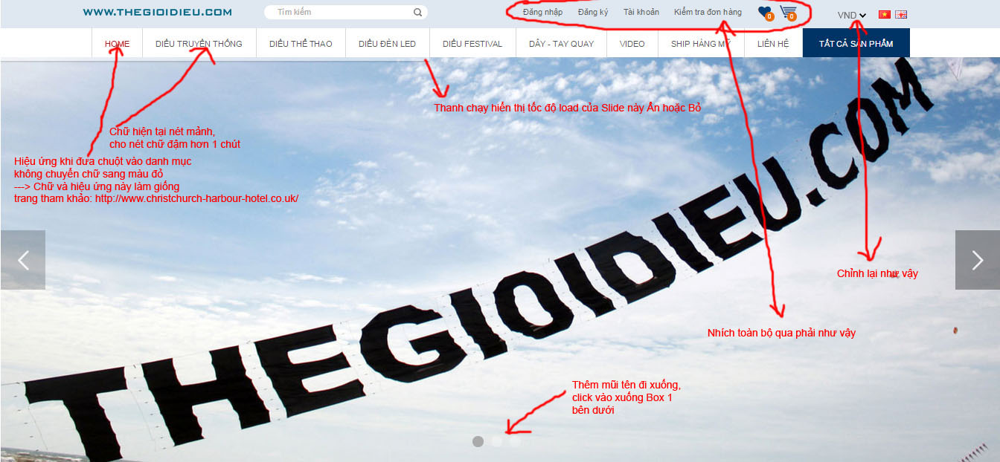 WWW.THEGIOIDIEU.COM
Tìm kiếm
Đăng nhập
Đăng ký
Tài khoản
Kiểm tra đơn hàng
0
0
VND
HOME
DIỀU TRUYỀN THỐNG
DIỀU THỂ THAO
DIỀU ĐÈN LED
DIỀU FESTIVAL
DÂY - TAY QUAY
VIDEO
SHIP HÀNG MỸ
LIÊN HỆ
TẤT CẢ SẢN PHẨM
Thanh chạy hiển thị tốc độ load của Slide này Ẩn hoặc Bỏ
Chữ hiện tại nét mảnh,
cho nét chữ đậm hơn 1 chút
Hiệu ứng khi đưa chuột vào danh mục
không chuyển chữ sang màu đỏ
---> Chữ và hiệu ứng này làm giống
trang tham khảo: http://www.christchurch-harbour-hotel.co.uk/
THEGIOIDIEU.COM
Chỉnh lại như vậy
Nhích toàn bộ qua phải như vậy
Thêm mũi tên đi xuống,
click vào xuống Box 1
bên dưới